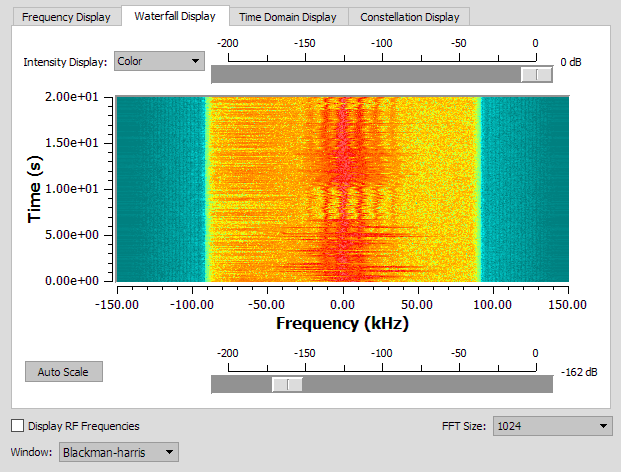 Frequency Display Waterfall Display Time Domain Display Constellation Display
-200 -150 -100 -50 0
Intensity Display: Color 0 dB
2.00e+01
1.50e+01
1.00e+01
5.00e+00
0.00e+00
Time (s)
-150.00 -100.00 -50.00 0.00 50.00 100.00 150.00
Frequency (kHz)
-200 -150 -100 -50 0
Auto Scale -162 dB
Display RF Frequencies FFT Size: 1024
Window: Blackman-harris